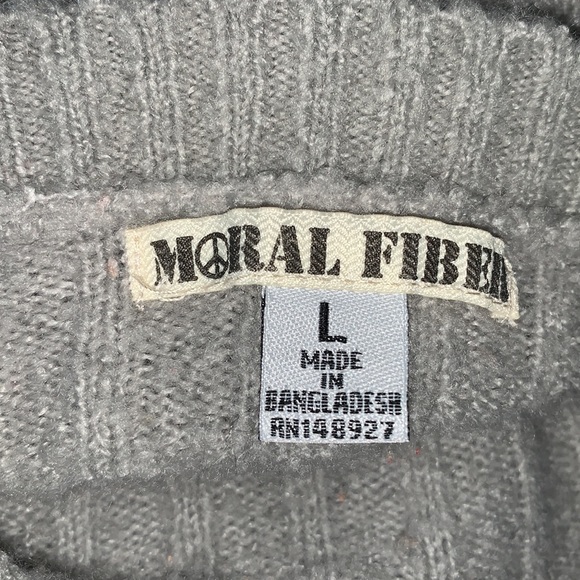 MORAL FIBER
L
MADE
IN
BANGLADESH
RN148927